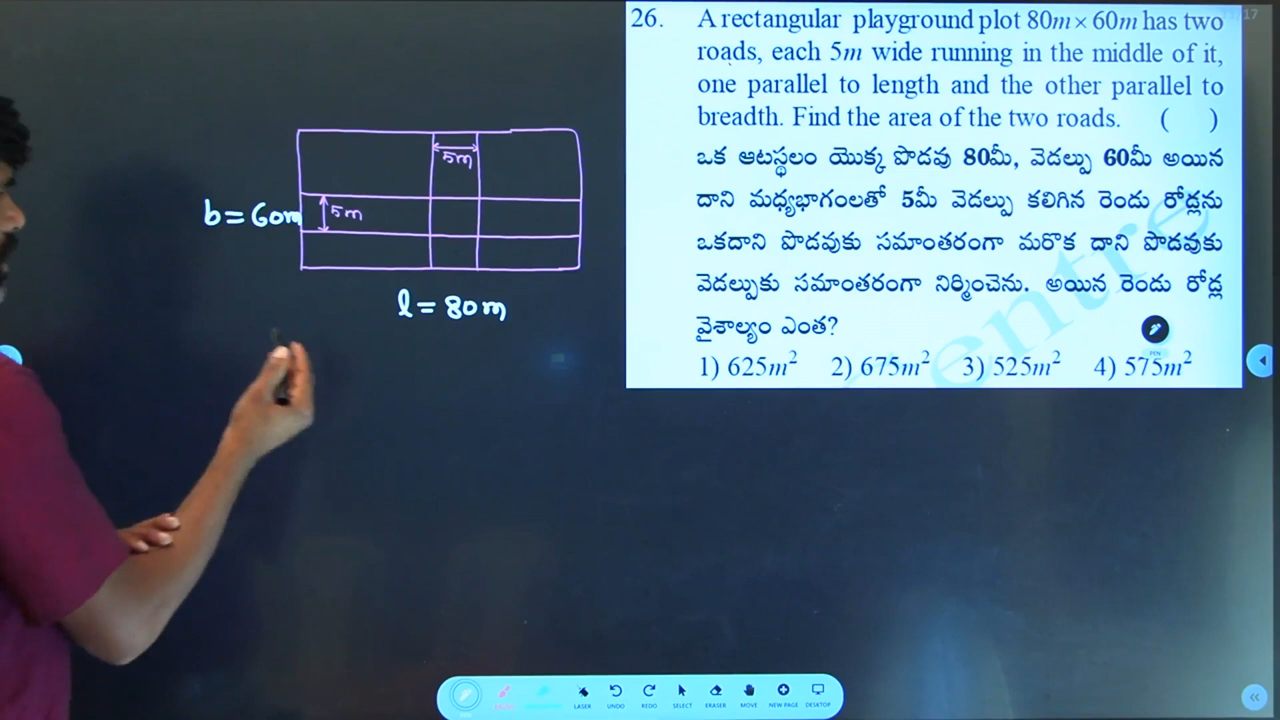 11/17
26. A rectangular playground plot 80m × 60m has two
roads, each 5m wide running in the middle of it,
one parallel to length and the other parallel to
breadth. Find the area of the two roads. ( )
ఒక ఆటస్థలం యొక్క పొడవు 80మీ, వెడల్పు 60మీ అయిన
దాని మధ్యభాగంలతో 5మీ వెడల్పు కలిగిన రెండు రోడ్లను
ఒకదాని పొడవుకు సమాంతరంగా మరొక దాని పొడవుకు
వెడల్పుకు సమాంతరంగా నిర్మించెను. అయిన రెండు రోడ్ల
వైశాల్యం ఎంత?
1) 625m² 2) 675m² 3) 525m² 4) 575m²
entre
PEN
5m
b = 60m
5m
l = 80m
LASER UNDO REDO SELECT ERASER MOVE NEW PAGE DESKTOP